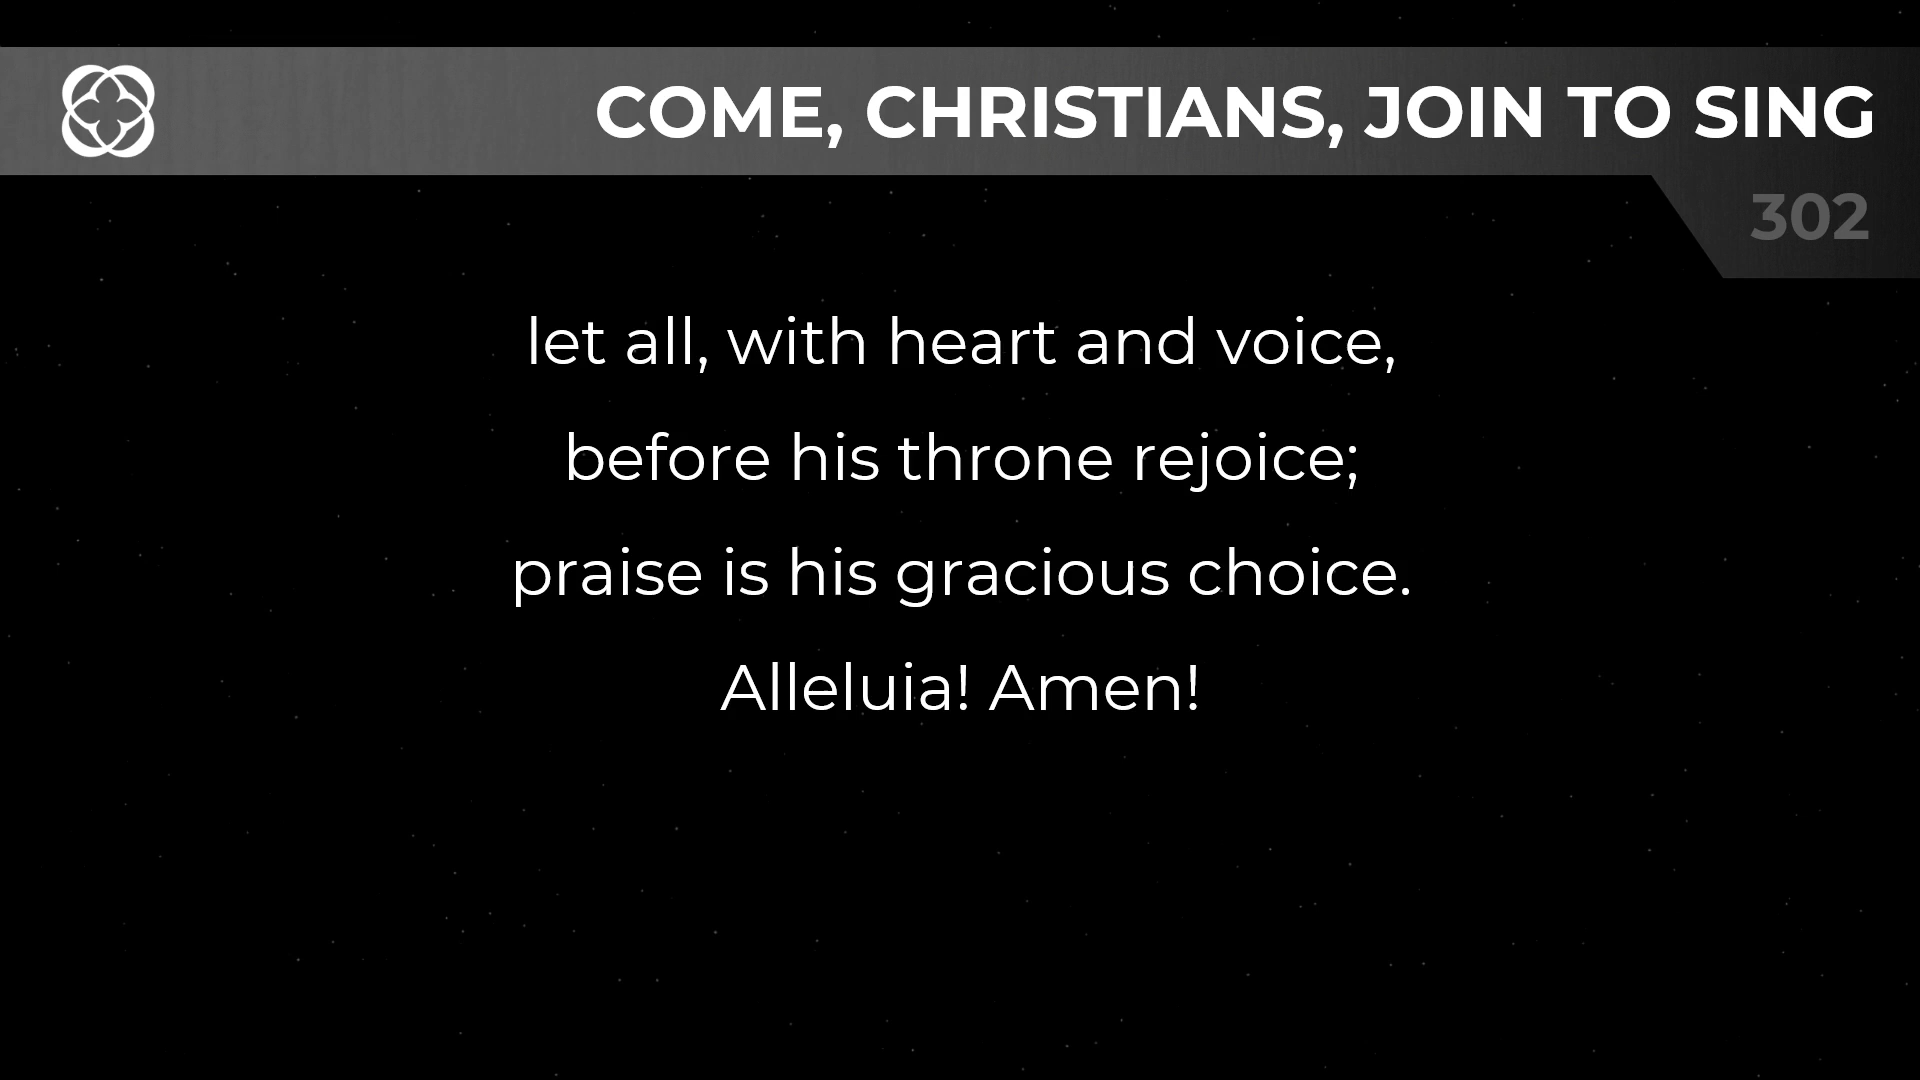 COME, CHRISTIANS, JOIN TO SING
302
let all, with heart and voice,
before his throne rejoice;
praise is his gracious choice.
Alleluia! Amen!